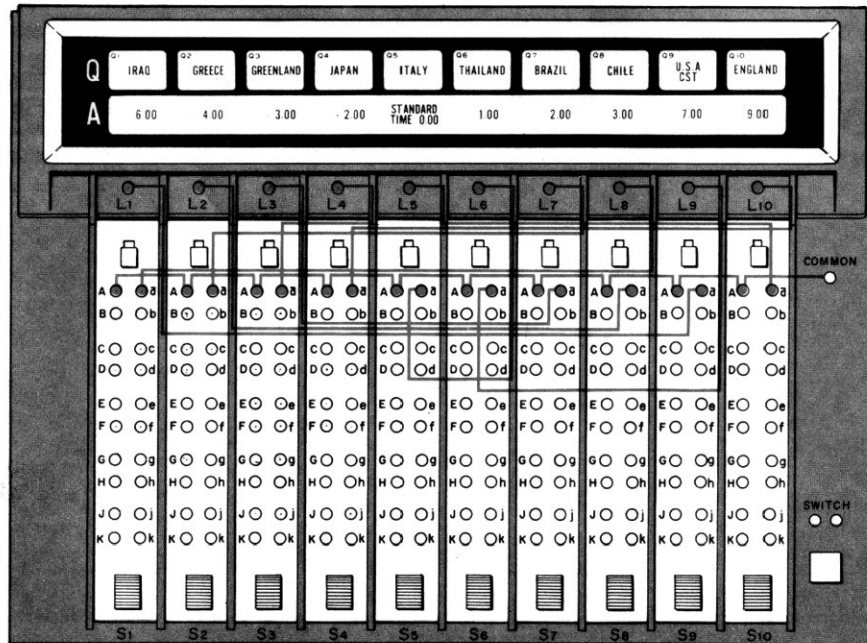 Q1 Q2 Q3 Q4 Q5 Q6 Q7 Q8 Q9 Q10
Q IRAQ GREECE GREENLAND JAPAN ITALY THAILAND BRAZIL CHILE U.S.A CST ENGLAND
A 6.00 4.00 3.00 2.00 STANDARD TIME 0.00 1.00 2.00 3.00 7.00 9.00
L1 L2 L3 L4 L5 L6 L7 L8 L9 L10
COMMON
A a A a A a A a A a A a A a A a A a A a
B b B b B b B b B b B b B b B b B b B b
C c C c C c C c C c C c C c C c C c C c
D d D d D d D d D d D d D d D d D d D d
E e E e E e E e E e E e E e E e E e E e
F f F f F f F f F f F f F f F f F f F f
G g G g G g G g G g G g G g G g G g G g
H h H h H h H h H h H h H h H h H h H h
SWITCH
J j J j J j J j J j J j J j J j J j J j
K k K k K k K k K k K k K k K k K k K k
S1 S2 S3 S4 S5 S6 S7 S8 S9 S10